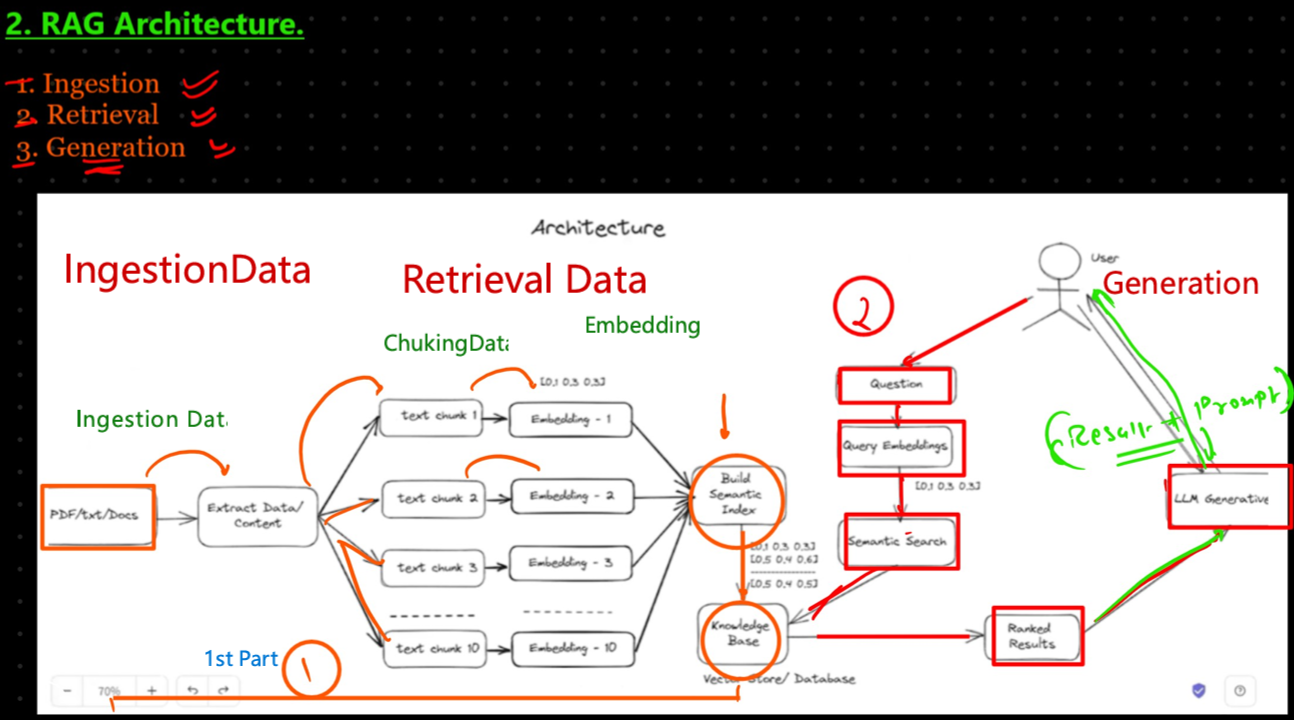 2. RAG Architecture.
1. Ingestion
2. Retrieval
3. Generation
Architecture
IngestionData
Retrieval Data
User
Generation
2
Embedding
ChukingData
[0,1 0,3 0,3]
Question
Ingestion Dat
text chunk 1
Embedding - 1
(Result + Prompt)
Query Embeddings
Build
Semantic
Index
[0,1 0,3 0,3]
PDF/txt/Docs
Extract Data/
Content
text chunk 2
Embedding - 2
LLM Generative
Semantic Search
[0,1 0,3 0,3]
[0,5 0,4 0,6]
[0,5 0,4 0,5]
text chunk 3
Embedding - 3
Knowledge
Base
Ranked
Results
text chunk 10
Embedding - 10
1st Part
1
Vector Store/ Database
70%